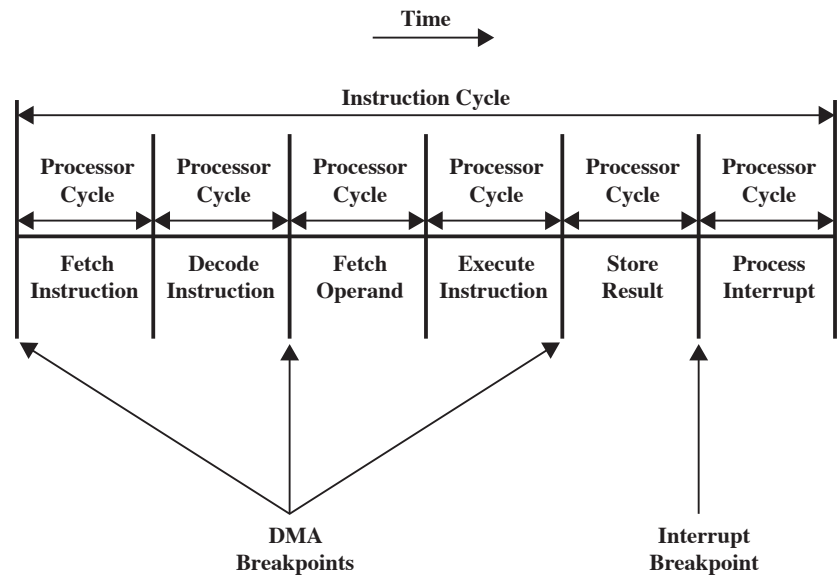 Time
Instruction Cycle
Processor
Cycle
Processor
Cycle
Processor
Cycle
Processor
Cycle
Processor
Cycle
Processor
Cycle
Fetch
Instruction
Decode
Instruction
Fetch
Operand
Execute
Instruction
Store
Result
Process
Interrupt
DMA
Breakpoints
Interrupt
Breakpoint